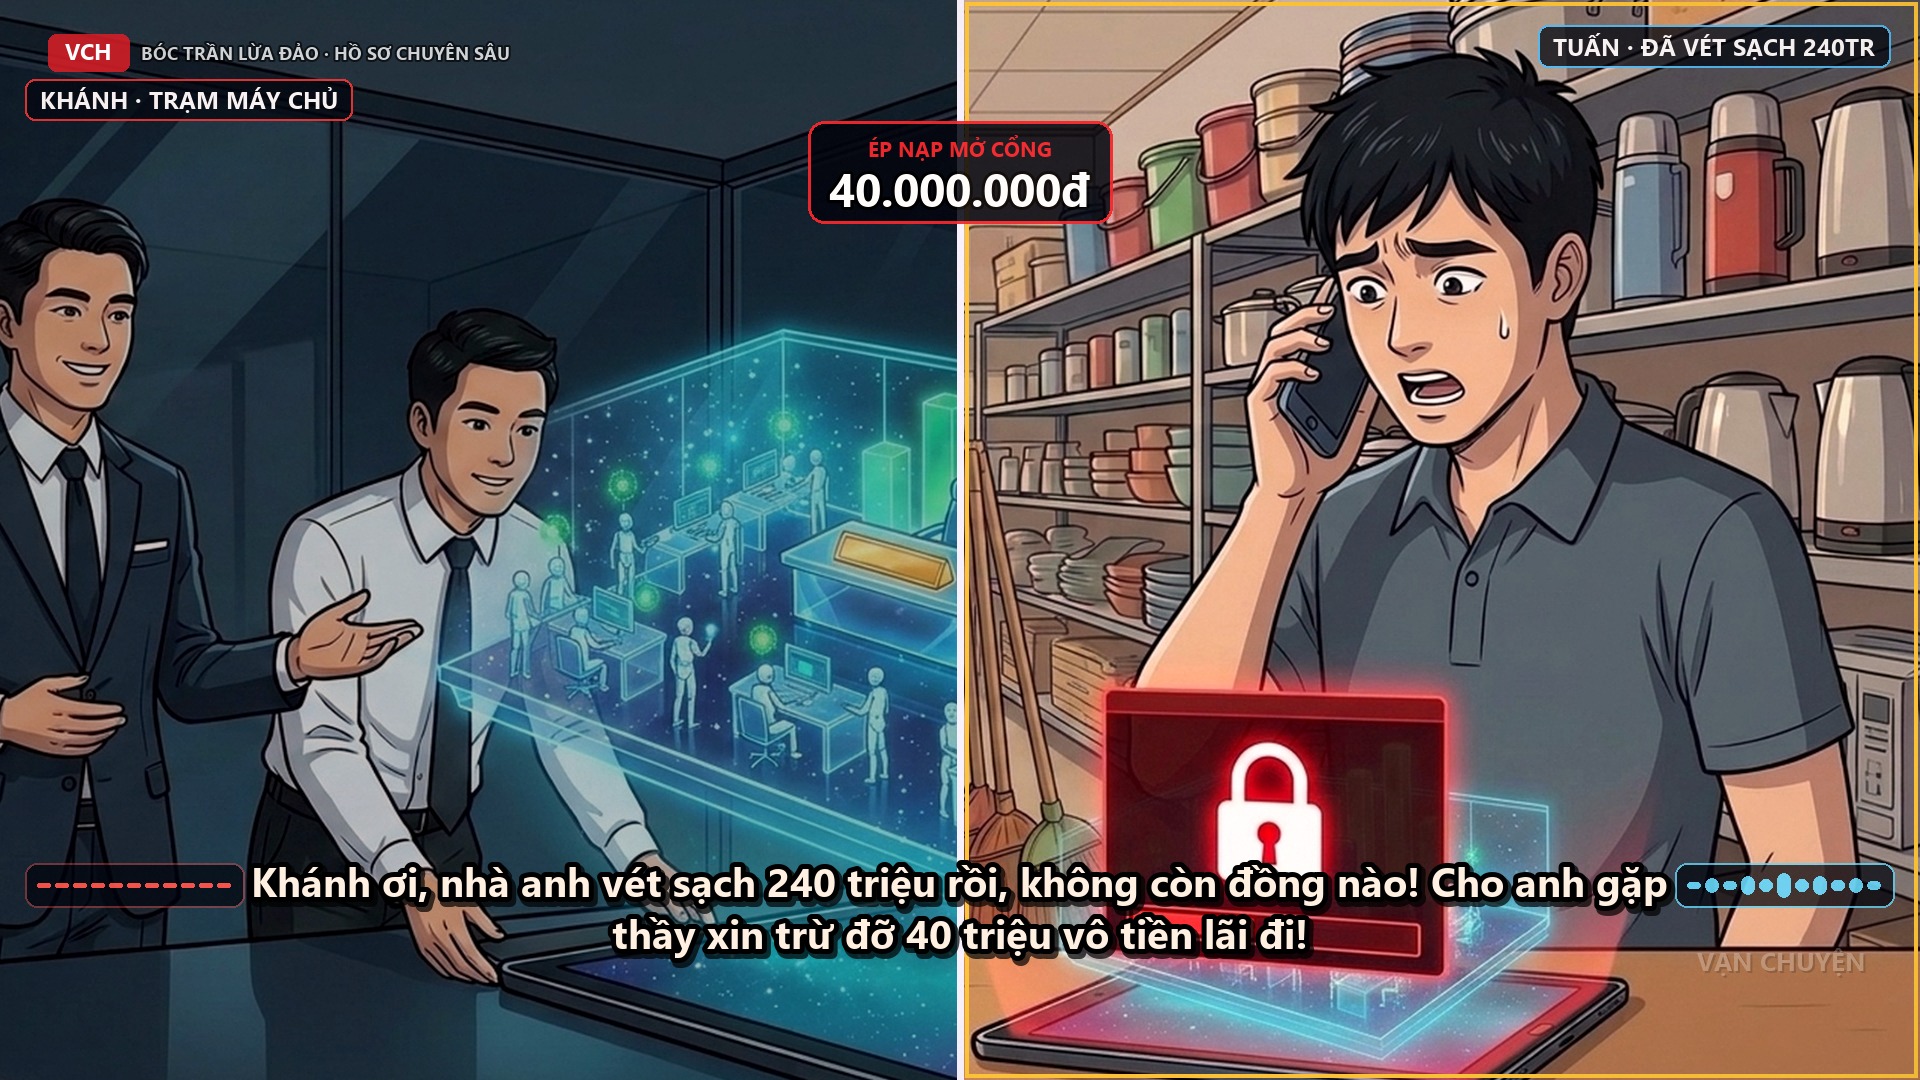 VCH BÓC TRẦN LỪA ĐẢO · HỒ SƠ CHUYÊN SÂU
KHÁNH · TRẠM MÁY CHỦ
TUẤN · ĐÃ VÉT SẠCH 240TR
ÉP NẠP MỞ CỔNG
40.000.000đ
Khánh ơi, nhà anh vét sạch 240 triệu rồi, không còn đồng nào! Cho anh gặp
thầy xin trừ đỡ 40 triệu vô tiền lãi đi!
VẠN CHUYỆN